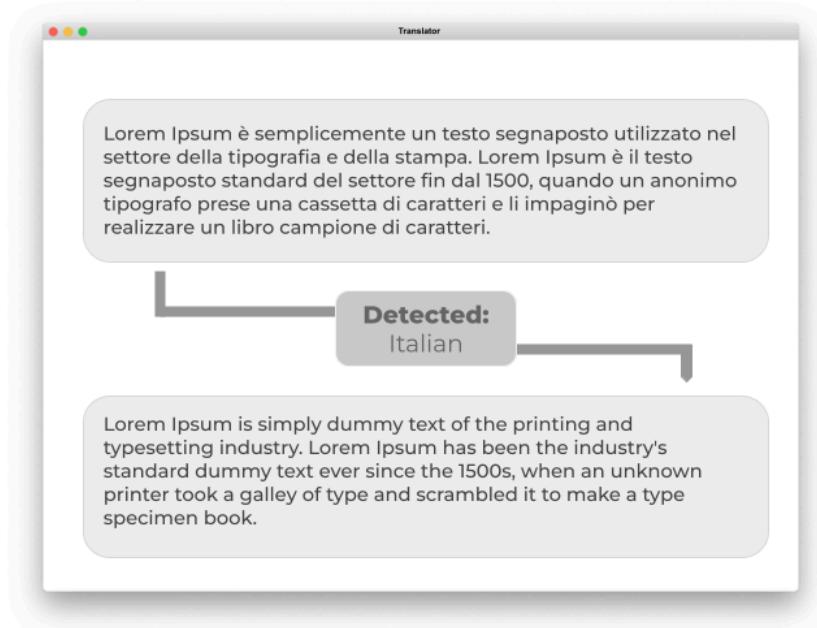 Translator
Lorem Ipsum è semplicemente un testo segnaposto utilizzato nel
settore della tipografia e della stampa. Lorem Ipsum è il testo
segnaposto standard del settore fin dal 1500, quando un anonimo
tipografo prese una cassetta di caratteri e li impaginò per
realizzare un libro campione di caratteri.
Detected:
Italian
Lorem Ipsum is simply dummy text of the printing and
typesetting industry. Lorem Ipsum has been the industry's
standard dummy text ever since the 1500s, when an unknown
printer took a galley of type and scrambled it to make a type
specimen book.